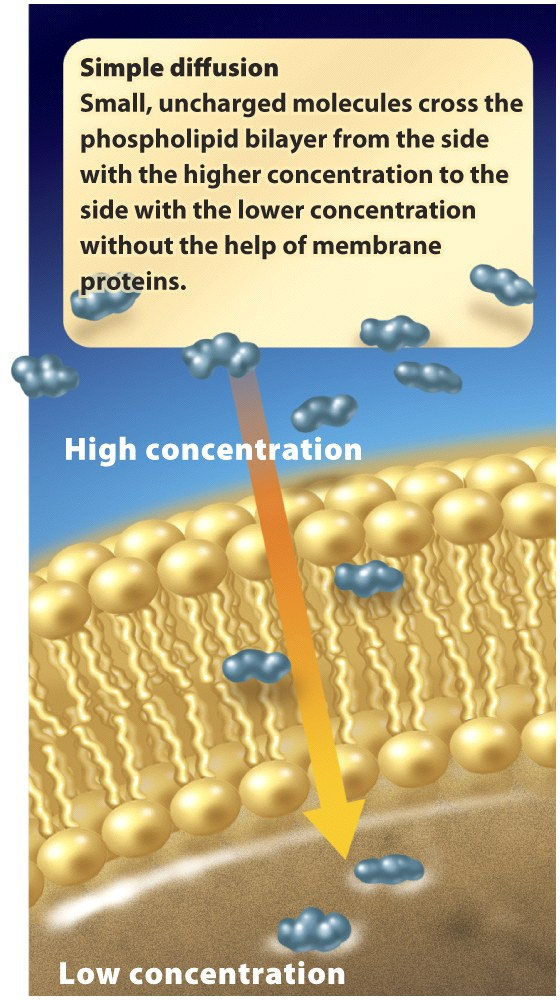 Simple diffusion
Small, uncharged molecules cross the
phospholipid bilayer from the side
with the higher concentration to the
side with the lower concentration
without the help of membrane
proteins.
High concentration
Low concentration